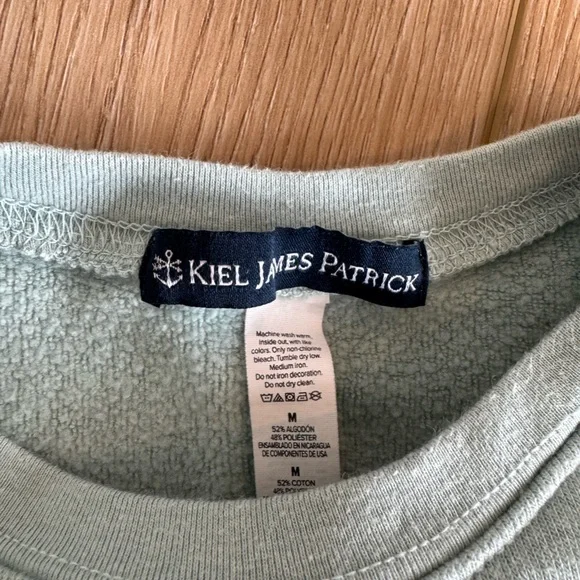 KIEL JAMES PATRICK
Machine wash warm,
inside out, with like
colors. Only non-chlorine
bleach. Tumble dry low.
Medium iron.
Do not iron decoration.
Do not dry clean.
M
52% ALGODÓN
48% POLIÉSTER
ENSAMBLADO EN NICARAGUA
DE COMPONENTES DE USA
M
52% COTTON